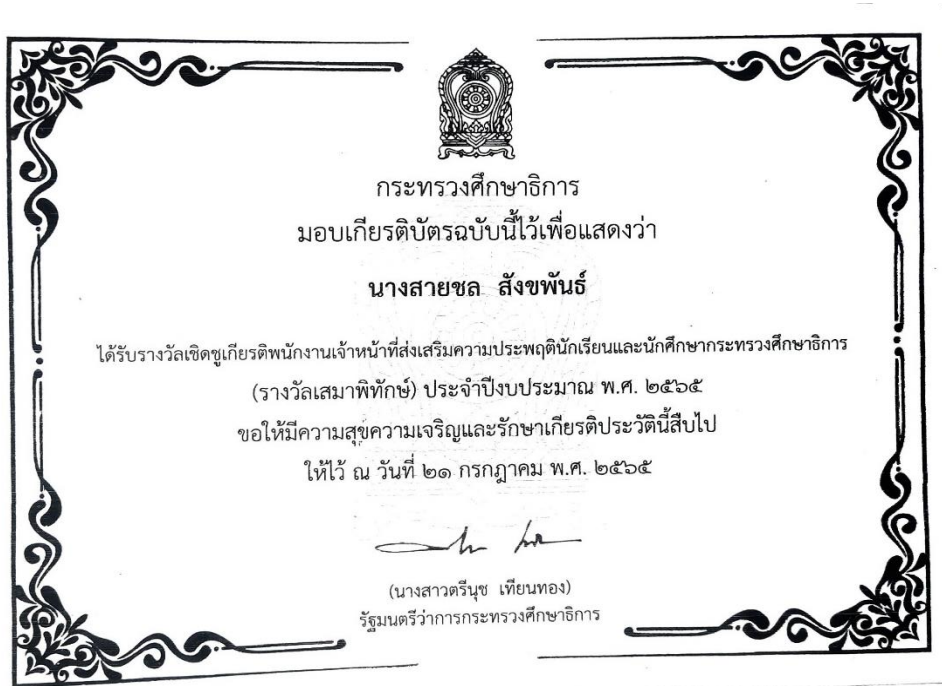 กระทรวงศึกษาธิการ
มอบเกียรติบัตรฉบับนี้ไว้เพื่อแสดงว่า
นางสายชล สังขพันธ์
ได้รับรางวัลเชิดชูเกียรติพนักงานเจ้าหน้าที่ส่งเสริมความประพฤตินักเรียนและนักศึกษากระทรวงศึกษาธิการ
(รางวัลเสมาพิทักษ์) ประจำปีงบประมาณ พ.ศ. ๒๕๖๕
ขอให้มีความสุขความเจริญและรักษาเกียรติประวัตินี้สืบไป
ให้ไว้ ณ วันที่ ๒๑ กรกฎาคม พ.ศ. ๒๕๖๕
(นางสาวตรีนุช เทียนทอง)
รัฐมนตรีว่าการกระทรวงศึกษาธิการ